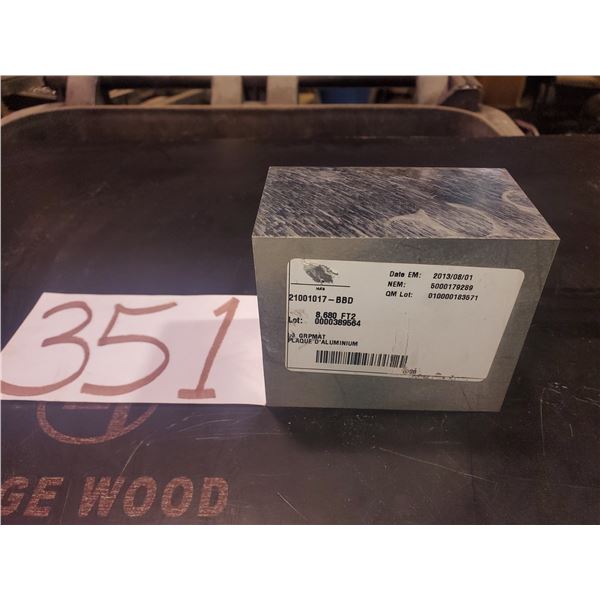 351
Date EM: 2013/08/01
NEM: 5000179289
QM Lot: 010000183571
21001017-BBD
8,680 FT2
Lot: 0000389564
GRPMAT
PLAQUE D'ALUMINIUM
GE WOOD